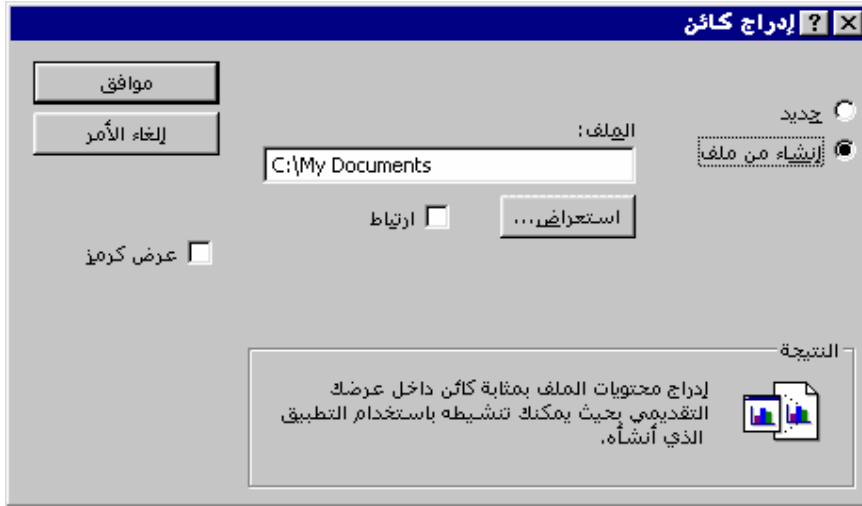 إدراج كائن
جديد
إنشاء من ملف
الملف:
C:\My Documents
استعراض...
ارتباط
موافق
إلغاء الأمر
عرض كرمز
النتيجة
إدراج محتويات الملف بمثابة كائن داخل عرضك
التقديمي بحيث يمكنك تنشيطه باستخدام التطبيق
الذي أنشأه.